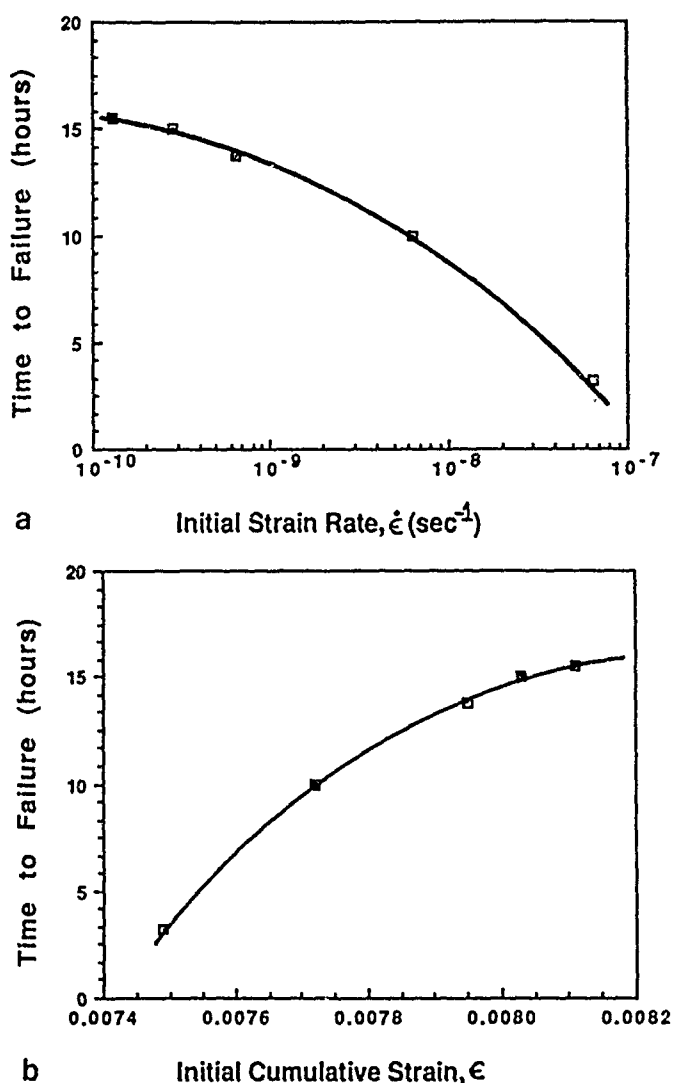 20
15
10
5
0
Time to Failure (hours)
10-10 10-9 10-8 10-7
a Initial Strain Rate, ε̇ (sec-1)
20
15
10
5
0
Time to Failure (hours)
0.0074 0.0076 0.0078 0.0080 0.0082
b Initial Cumulative Strain, ϵ